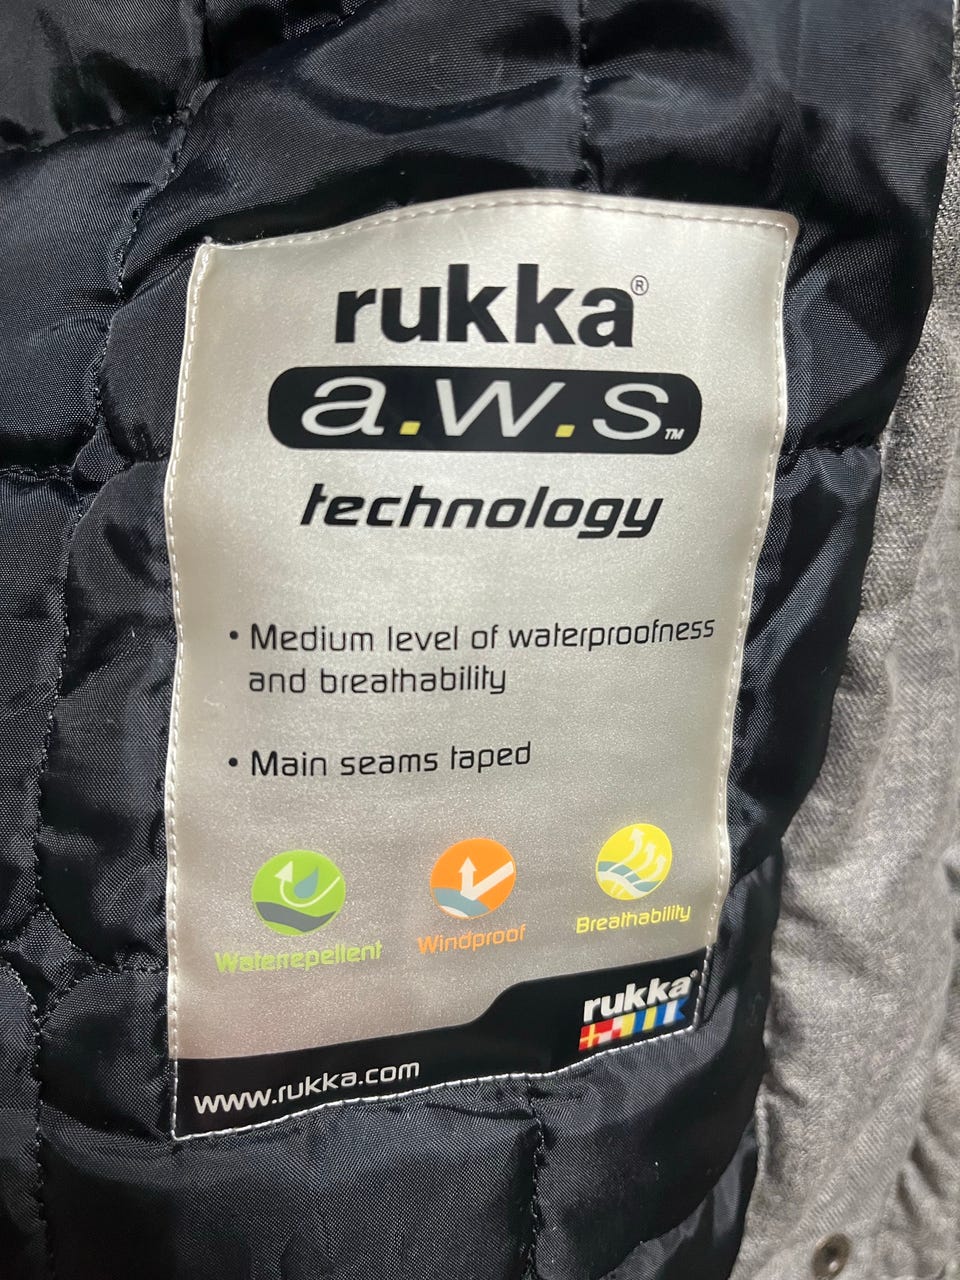 rukka®
a.w.s™
technology
• Medium level of waterproofness
and breathability
• Main seams taped
Waterrepellent
Windproof
Breathability
rukka®
www.rukka.com